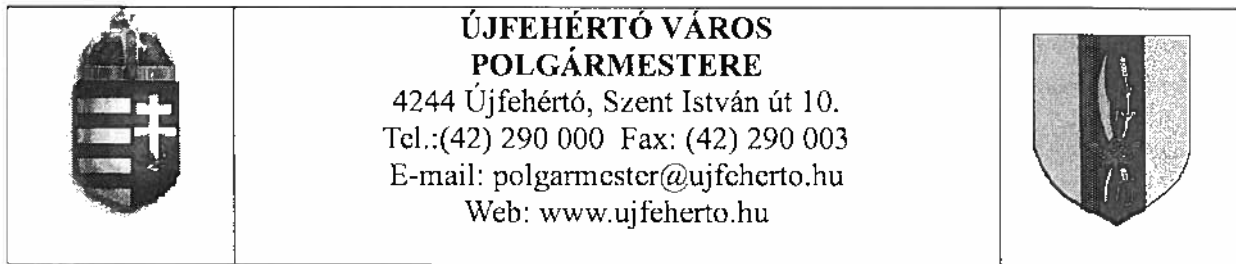 ÚJFEHÉRTÓ VÁROS
POLGÁRMESTERE
4244 Újfehértó, Szent István út 10.
Tel.:(42) 290 000 Fax: (42) 290 003
E-mail: polgarmester@ujfeherto.hu
Web: www.ujfeherto.hu